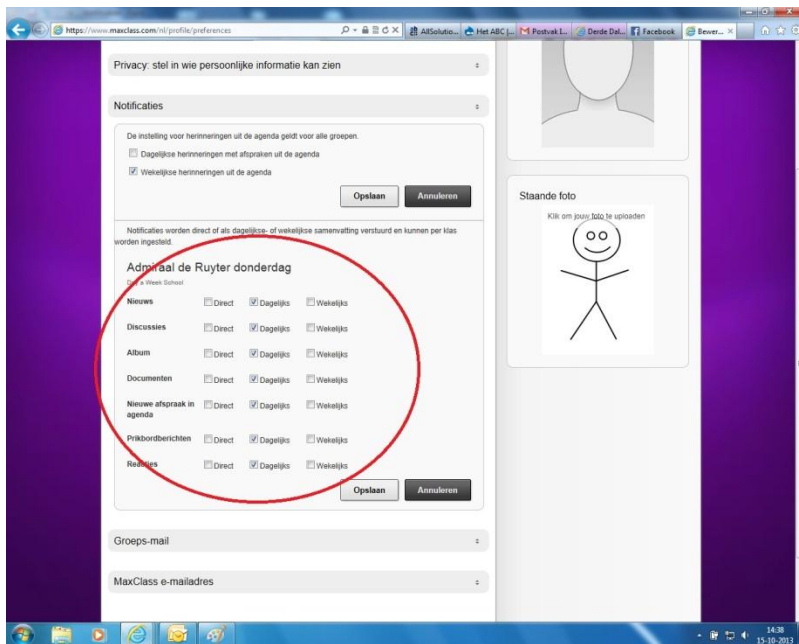 https://www.maxclass.com/nl/profile/preferences
AllSolutio...
Het ABC |...
Postvak I...
Derde Dal...
Facebook
Bewer...
Privacy: stel in wie persoonlijke informatie kan zien
Notificaties
De instelling voor herinneringen uit de agenda geldt voor alle groepen.
Dagelijkse herinneringen met afspraken uit de agenda
Wekelijkse herinneringen uit de agenda
Opslaan Annuleren
Notificaties worden direct of als dagelijkse- of wekelijkse samenvatting verstuurd en kunnen per klas
worden ingesteld.
Admiraal de Ruyter donderdag
Day a Week School
Nieuws Direct Dagelijks Wekelijks
Discussies Direct Dagelijks Wekelijks
Album Direct Dagelijks Wekelijks
Documenten Direct Dagelijks Wekelijks
Nieuwe afspraak in Direct Dagelijks Wekelijks
agenda
Prikbordberichten Direct Dagelijks Wekelijks
Reacties Direct Dagelijks Wekelijks
Opslaan Annuleren
Groeps-mail
MaxClass e-mailadres
Staande foto
Klik om jouw foto te uploaden
14:38
15-10-2013